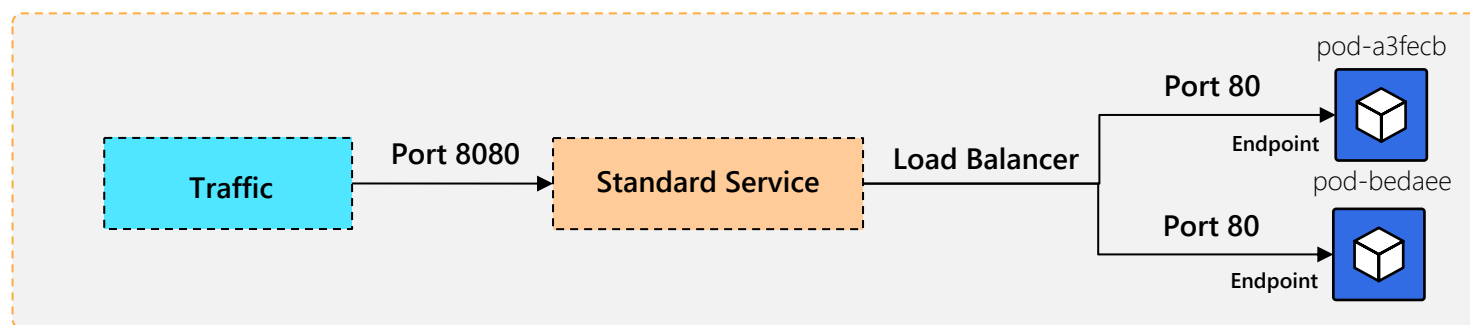 Traffic
Port 8080
Standard Service
Load Balancer
pod-a3fecb
Port 80
Endpoint
pod-bedaee
Port 80
Endpoint